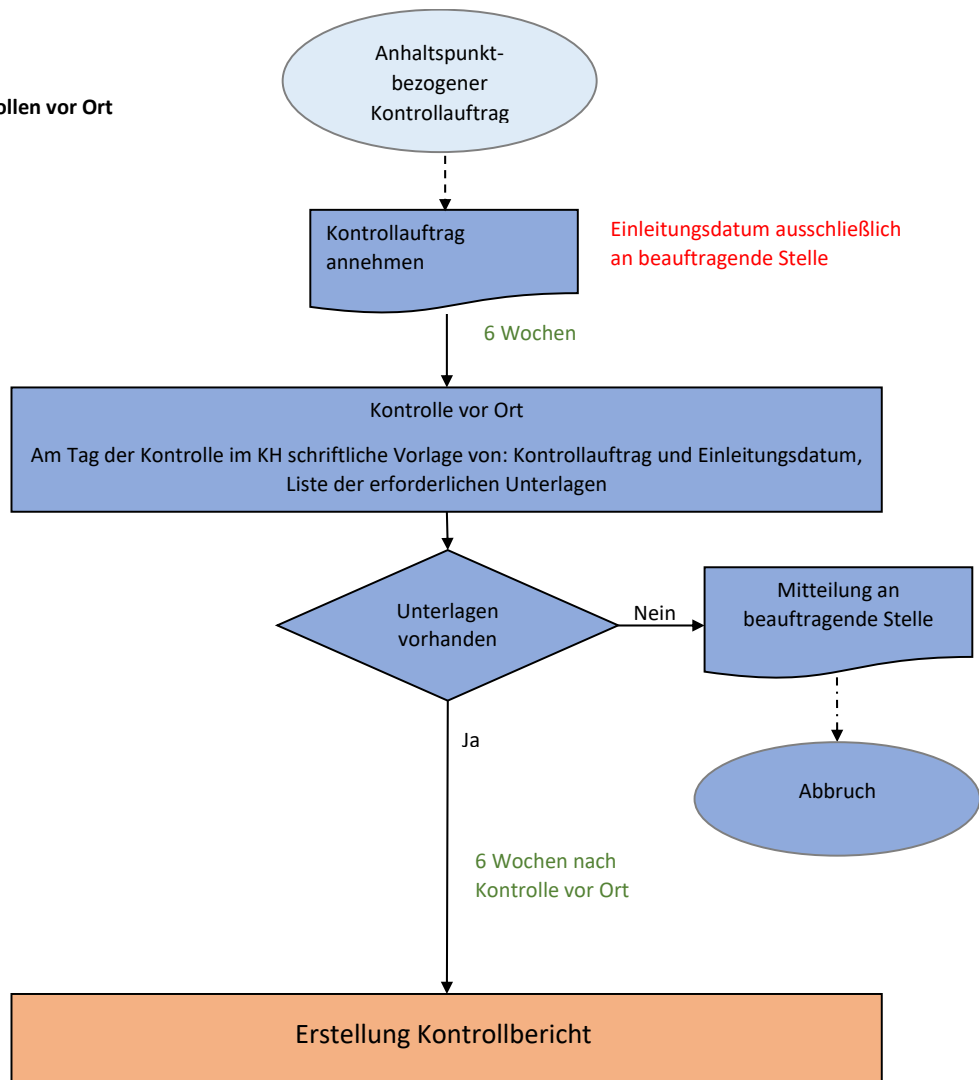 Anhaltspunkt-
bezogener
Kontrollauftrag
ollen vor Ort
Kontrollauftrag
annehmen
Einleitungsdatum ausschließlich
an beauftragende Stelle
6 Wochen
Kontrolle vor Ort
Am Tag der Kontrolle im KH schriftliche Vorlage von: Kontrollauftrag und Einleitungsdatum,
Liste der erforderlichen Unterlagen
Unterlagen
vorhanden
Nein
Mitteilung an
beauftragende Stelle
Ja
Abbruch
6 Wochen nach
Kontrolle vor Ort
Erstellung Kontrollbericht